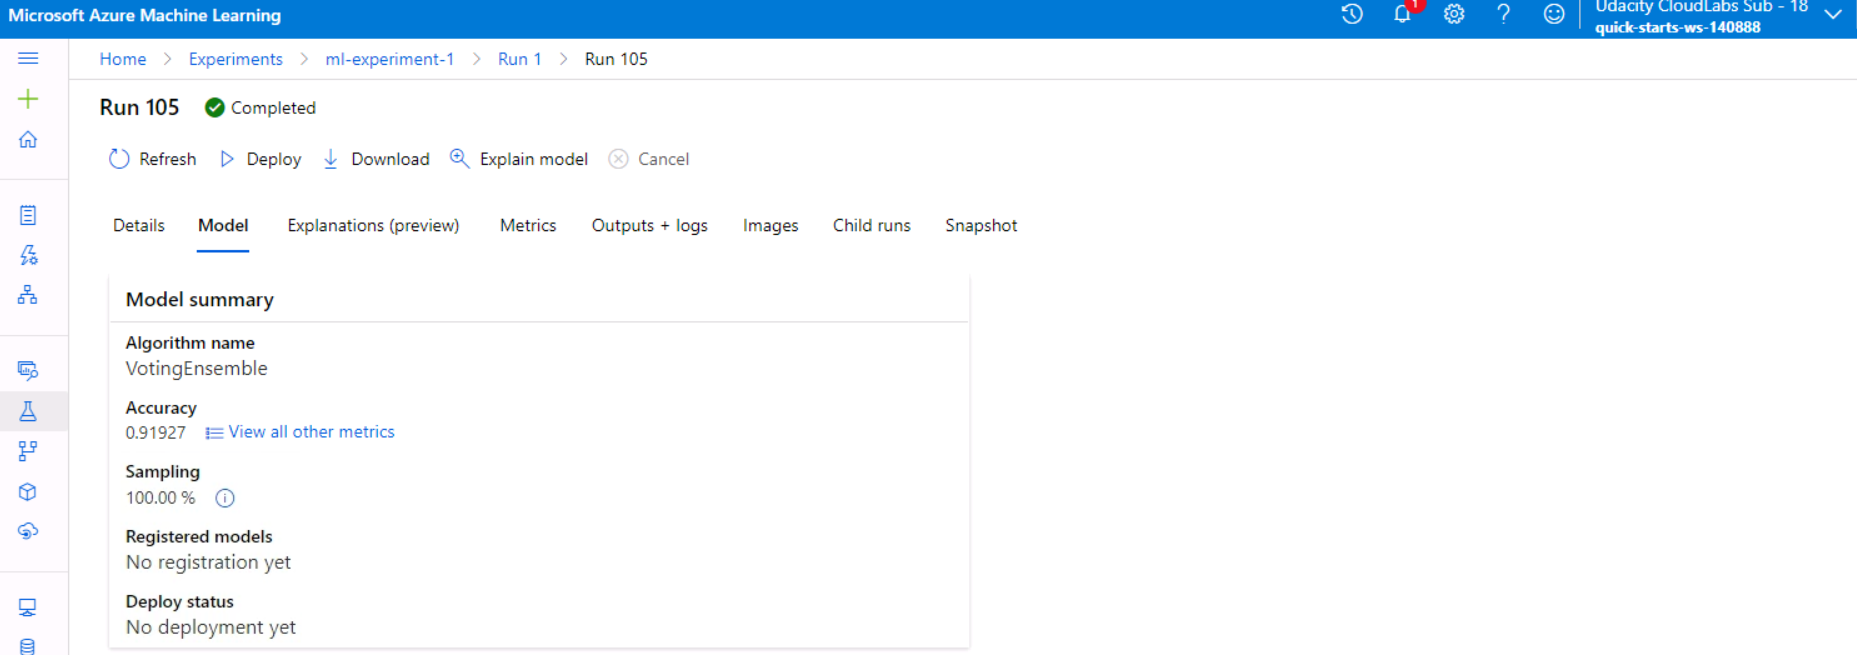 Microsoft Azure Machine Learning
1
Udacity CloudLabs Sub - 18
quick-starts-ws-140888
Home > Experiments > ml-experiment-1 > Run 1 > Run 105
Run 105 Completed
Refresh Deploy Download Explain model Cancel
Details Model Explanations (preview) Metrics Outputs + logs Images Child runs Snapshot
Model summary
Algorithm name
VotingEnsemble
Accuracy
0.91927 View all other metrics
Sampling
100.00 %
Registered models
No registration yet
Deploy status
No deployment yet